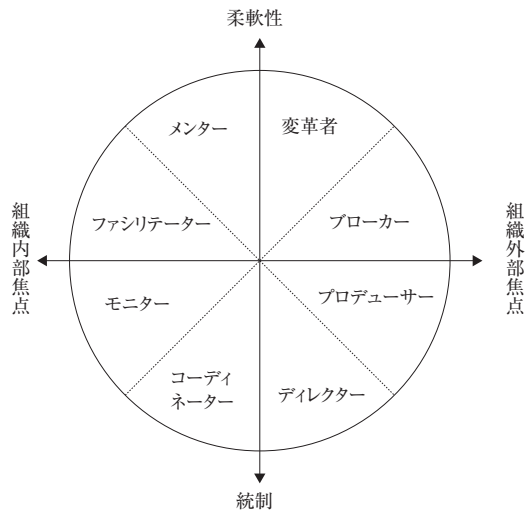 柔軟性
メンター
変革者
組織内部焦点
ファシリテーター
ブローカー
組織外部焦点
モニター
プロデューサー
コーディ
ネーター
ディレクター
統制